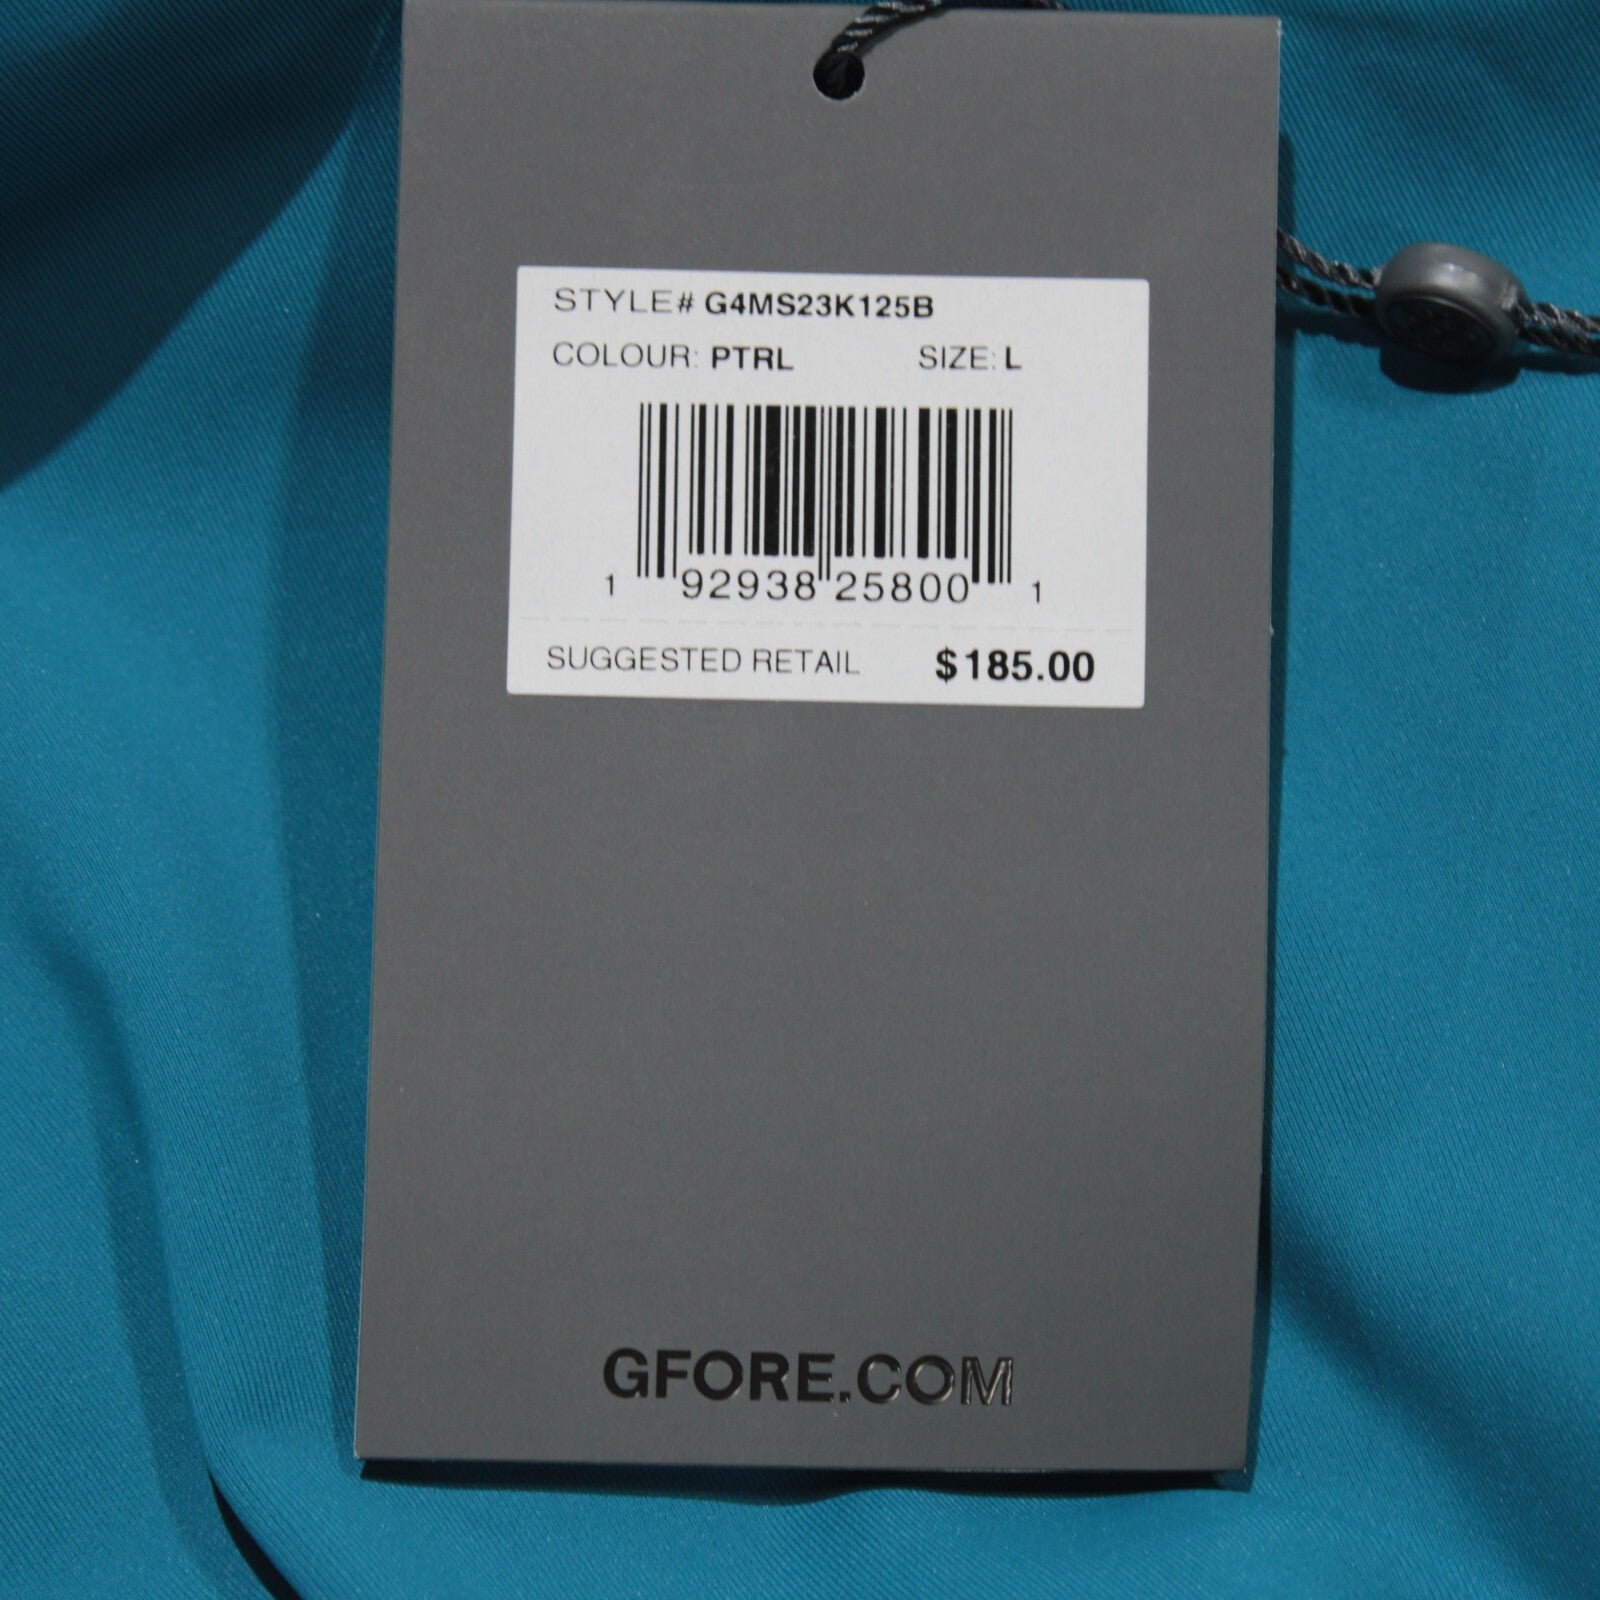 STYLE# G4MS23K125B
COLOUR: PTRL SIZE: L
1 92938 25800 1
SUGGESTED RETAIL $185.00
GFORE.COM